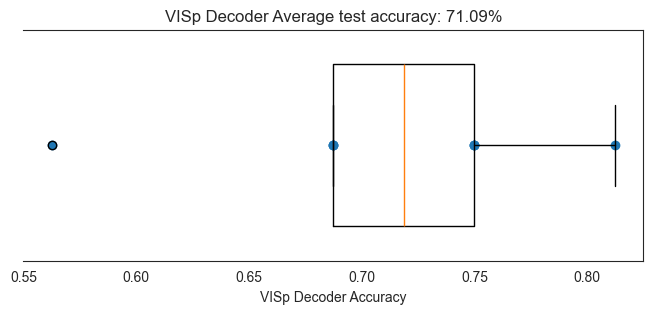 VISp Decoder Average test accuracy: 71.09%
0.55 0.60 0.65 0.70 0.75 0.80
VISp Decoder Accuracy